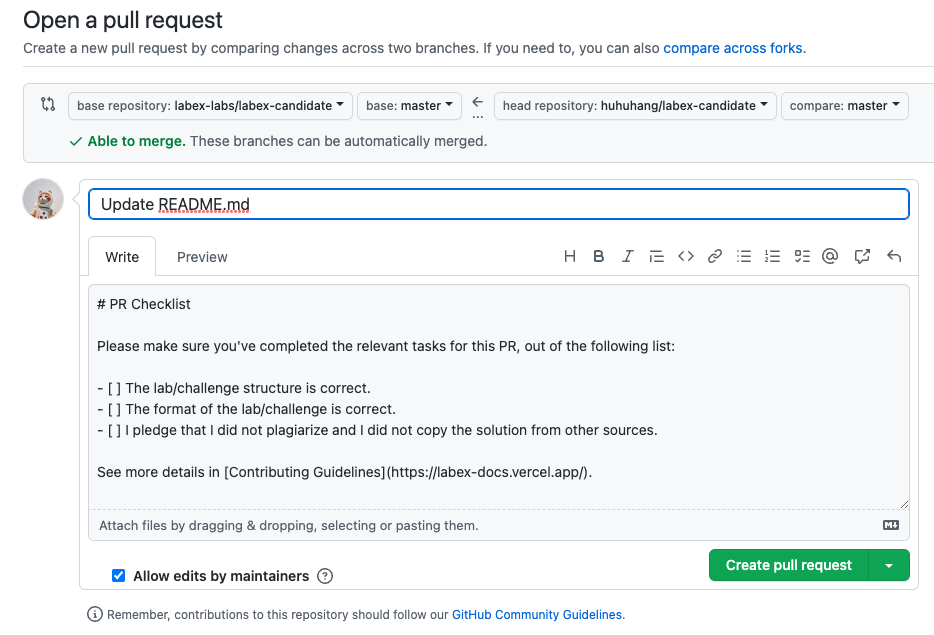 Open a pull request
Create a new pull request by comparing changes across two branches. If you need to, you can also compare across forks.
base repository: labex-labs/labex-candidate base: master ← ... head repository: huhuhang/labex-candidate compare: master
✓ Able to merge. These branches can be automatically merged.
Update README.md
Write Preview H B I <> @
# PR Checklist
Please make sure you've completed the relevant tasks for this PR, out of the following list:
- [ ] The lab/challenge structure is correct.
- [ ] The format of the lab/challenge is correct.
- [ ] I pledge that I did not plagiarize and I did not copy the solution from other sources.
See more details in [Contributing Guidelines](https://labex-docs.vercel.app/).
Attach files by dragging & dropping, selecting or pasting them.
Allow edits by maintainers ?
Create pull request
Remember, contributions to this repository should follow our GitHub Community Guidelines.